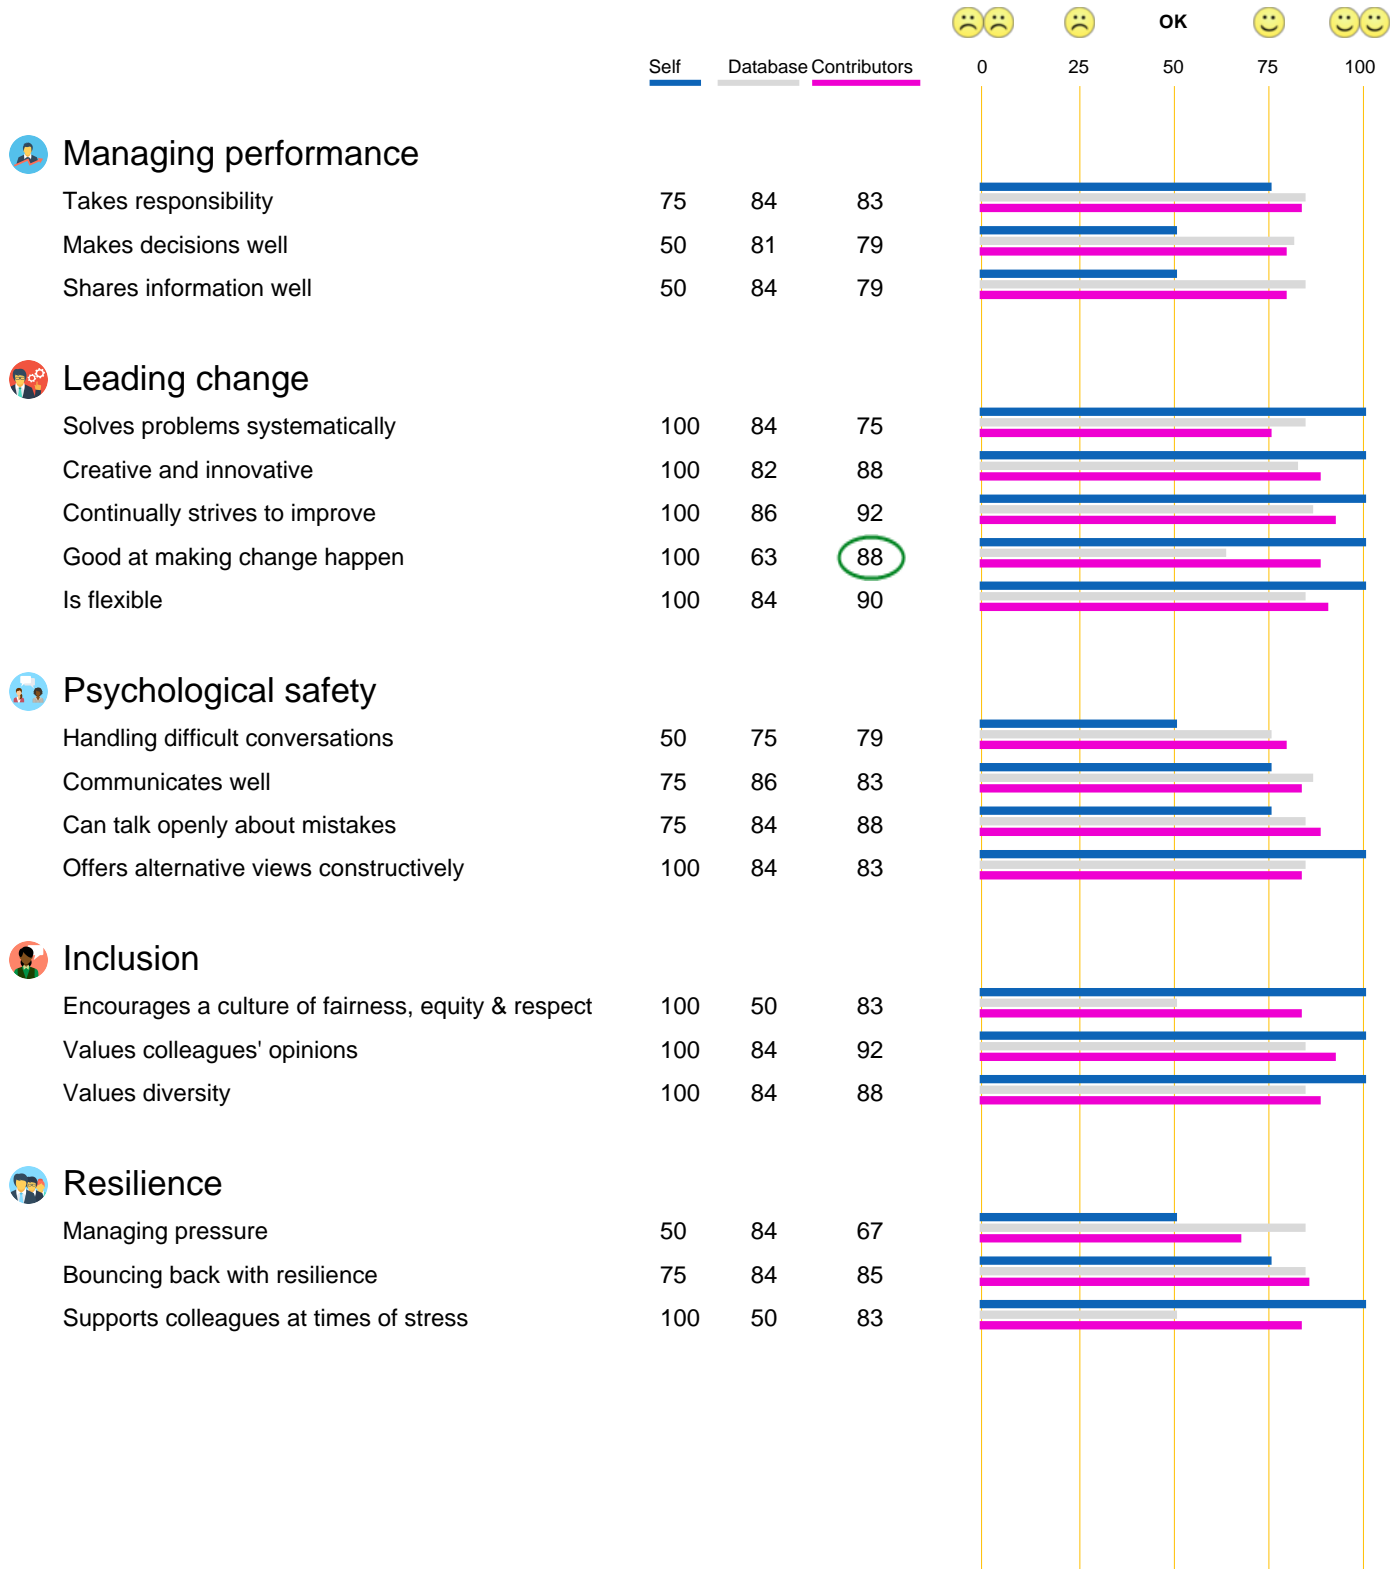 OK
Self Database Contributors 0 25 50 75 100
Managing performance
Takes responsibility 75 84 83
Makes decisions well 50 81 79
Shares information well 50 84 79
Leading change
Solves problems systematically 100 84 75
Creative and innovative 100 82 88
Continually strives to improve 100 86 92
Good at making change happen 100 63 88
Is flexible 100 84 90
Psychological safety
Handling difficult conversations 50 75 79
Communicates well 75 86 83
Can talk openly about mistakes 75 84 88
Offers alternative views constructively 100 84 83
Inclusion
Encourages a culture of fairness, equity & respect 100 50 83
Values colleagues' opinions 100 84 92
Values diversity 100 84 88
Resilience
Managing pressure 50 84 67
Bouncing back with resilience 75 84 85
Supports colleagues at times of stress 100 50 83